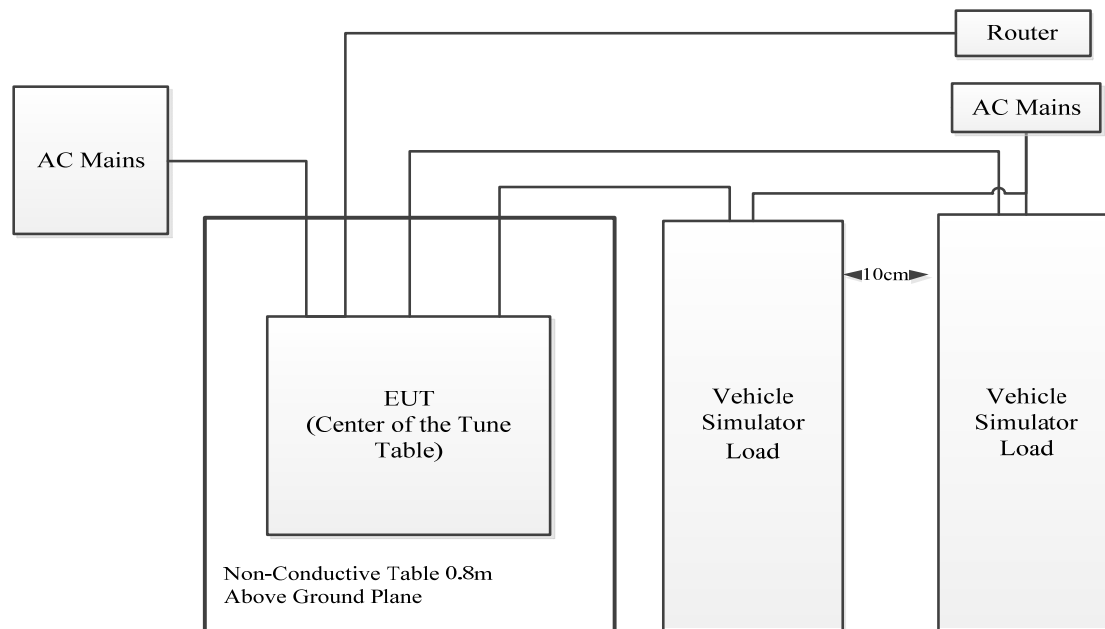 Router
AC Mains
AC Mains
10cm
EUT
(Center of the Tune
Table)
Vehicle
Simulator
Load
Vehicle
Simulator
Load
Non-Conductive Table 0.8m
Above Ground Plane